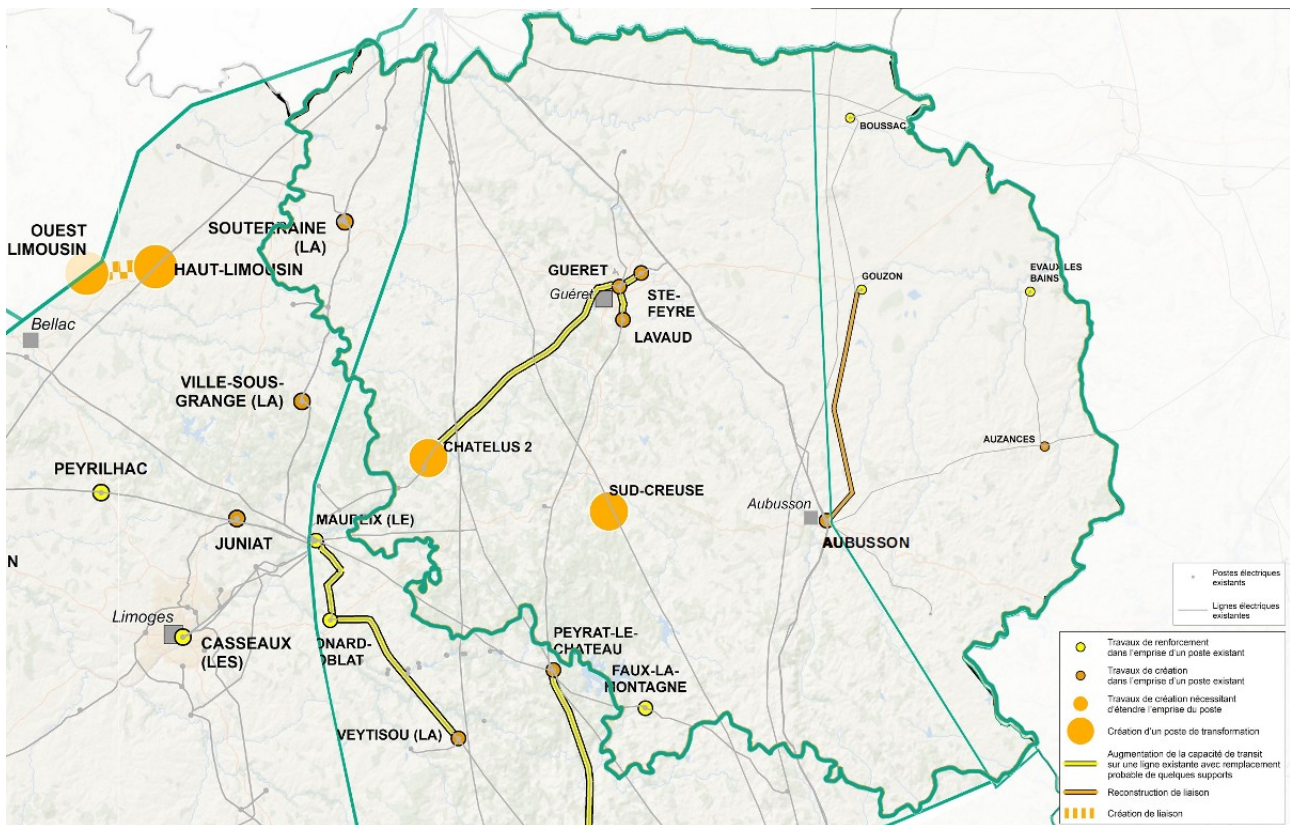 BOUSSAC
SOUTERRAINE
(LA)
OUEST
LIMOUSIN
HAUT-LIMOUSIN
GUERET
Guéret
STE-
FEYRE
LAVAUD
GOUZON
EVAUX-LES
BAINS
Bellac
VILLE-SOUS-
GRANGE (LA)
CHATELUS 2
AUZANCES
PEYRILHAC
SUD-CREUSE
Aubusson
AUBUSSON
MAUREIX (LE)
JUNIAT
N
Limoges
CASSEAUX
(LES)
ONARD-
OBLAT
PEYRAT-LE-
CHATEAU
FAUX-LA-
MONTAGNE
VEYTISOU (LA)
Postes électriques
existants
Lignes électriques
existantes
Travaux de renforcement
dans l'emprise d'un poste existant
Travaux de création
dans l'emprise d'un poste existant
Travaux de création nécessitant
d'étendre l'emprise du poste
Création d'un poste de transformation
Augmentation de la capacité de transit
sur une ligne existante avec remplacement
probable de quelques supports
Reconstruction de liaison
Création de liaison